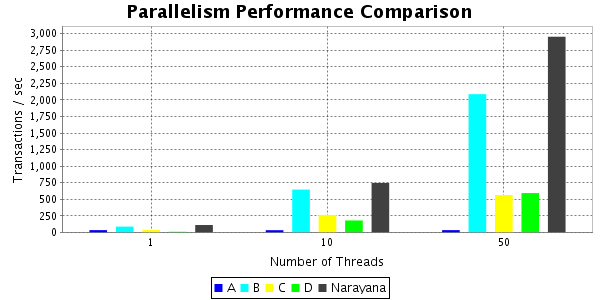 Parallelism Performance Comparison
Transactions / sec
3,000
2,750
2,500
2,250
2,000
1,750
1,500
1,250
1,000
750
500
250
0
1 10 50
Number of Threads
A B C D Narayana